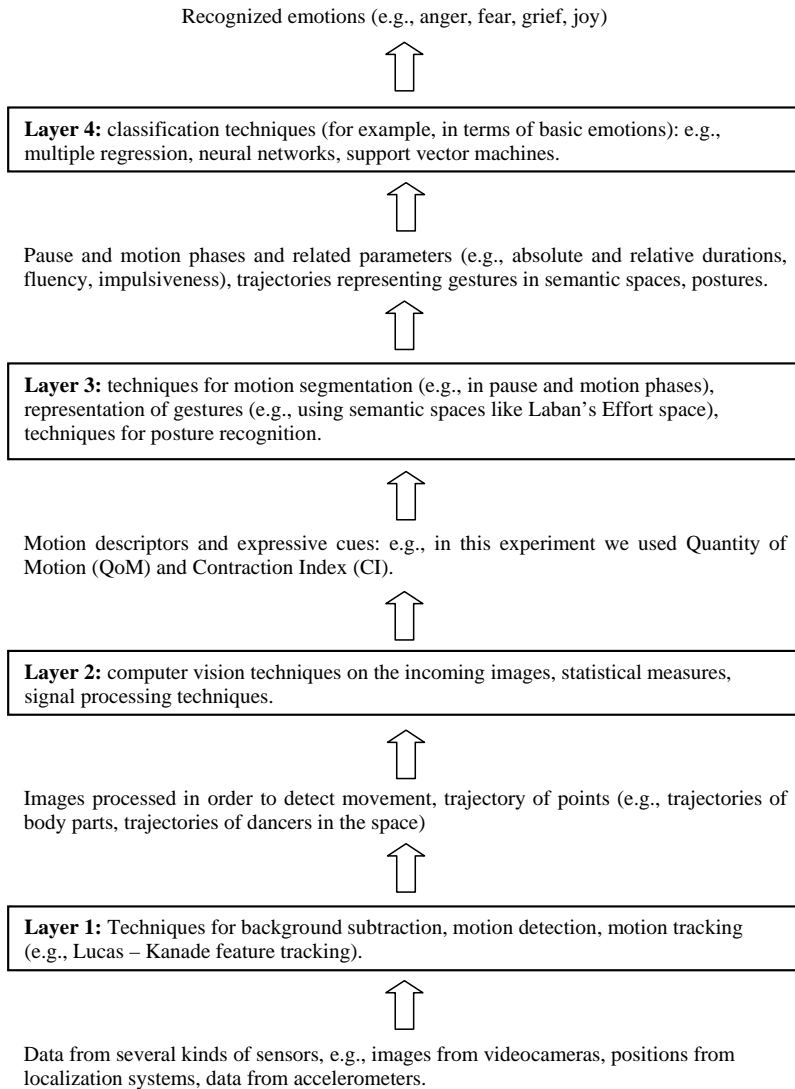 Recognized emotions (e.g., anger, fear, grief, joy)
Layer 4: classification techniques (for example, in terms of basic emotions): e.g.,
multiple regression, neural networks, support vector machines.
Pause and motion phases and related parameters (e.g., absolute and relative durations,
fluency, impulsiveness), trajectories representing gestures in semantic spaces, postures.
Layer 3: techniques for motion segmentation (e.g., in pause and motion phases),
representation of gestures (e.g., using semantic spaces like Laban’s Effort space),
techniques for posture recognition.
Motion descriptors and expressive cues: e.g., in this experiment we used Quantity of
Motion (QoM) and Contraction Index (CI).
Layer 2: computer vision techniques on the incoming images, statistical measures,
signal processing techniques.
Images processed in order to detect movement, trajectory of points (e.g., trajectories of
body parts, trajectories of dancers in the space)
Layer 1: Techniques for background subtraction, motion detection, motion tracking
(e.g., Lucas – Kanade feature tracking).
Data from several kinds of sensors, e.g., images from videocameras, positions from
localization systems, data from accelerometers.